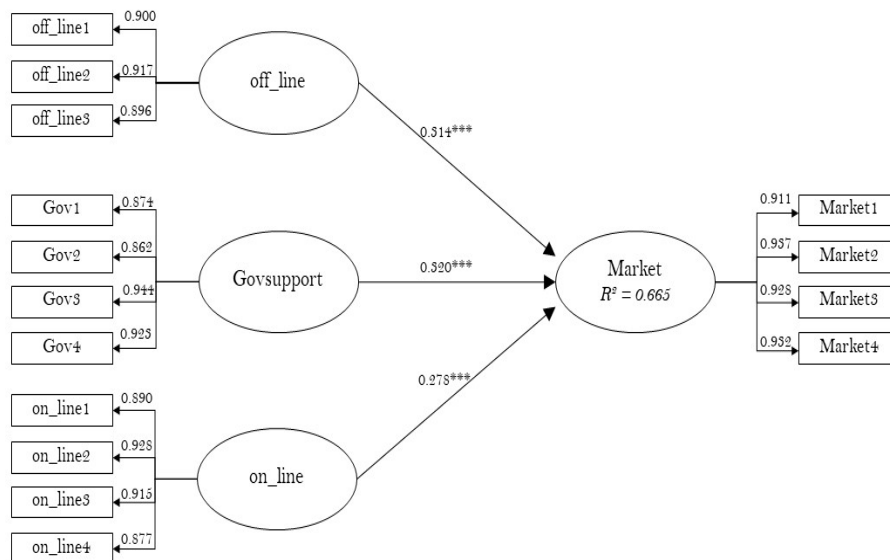 0.900
off_line1
0.917
off_line2
0.896
off_line3
off_line
0.314***
0.874
Gov1
0.862
Gov2
0.944
Gov3
0.923
Gov4
Govsupport
0.320***
Market
R² = 0.665
0.911
Market1
0.937
Market2
0.928
Market3
0.932
Market4
0.278***
0.890
on_line1
0.928
on_line2
0.915
on_line3
0.877
on_line4
on_line